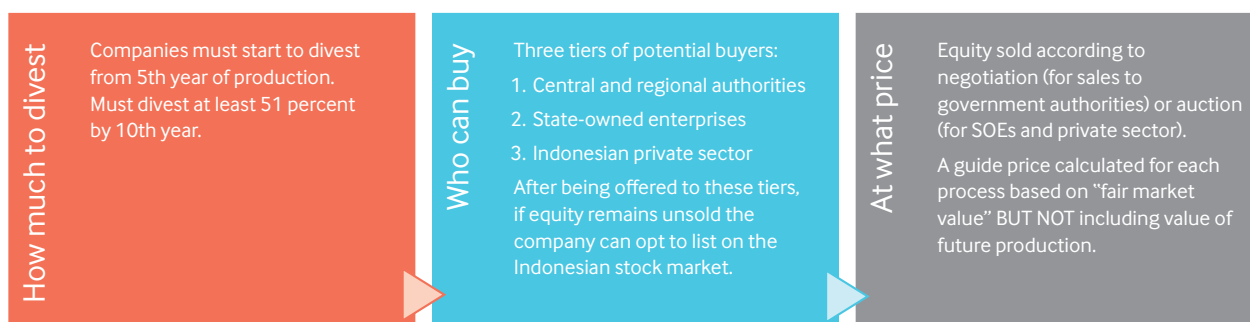 How much to divest
Companies must start to divest
from 5th year of production.
Must divest at least 51 percent
by 10th year.
Who can buy
Three tiers of potential buyers:
1. Central and regional authorities
2. State-owned enterprises
3. Indonesian private sector
After being offered to these tiers,
if equity remains unsold the
company can opt to list on the
Indonesian stock market.
At what price
Equity sold according to
negotiation (for sales to
government authorities) or auction
(for SOEs and private sector).
A guide price calculated for each
process based on “fair market
value” BUT NOT including value of
future production.